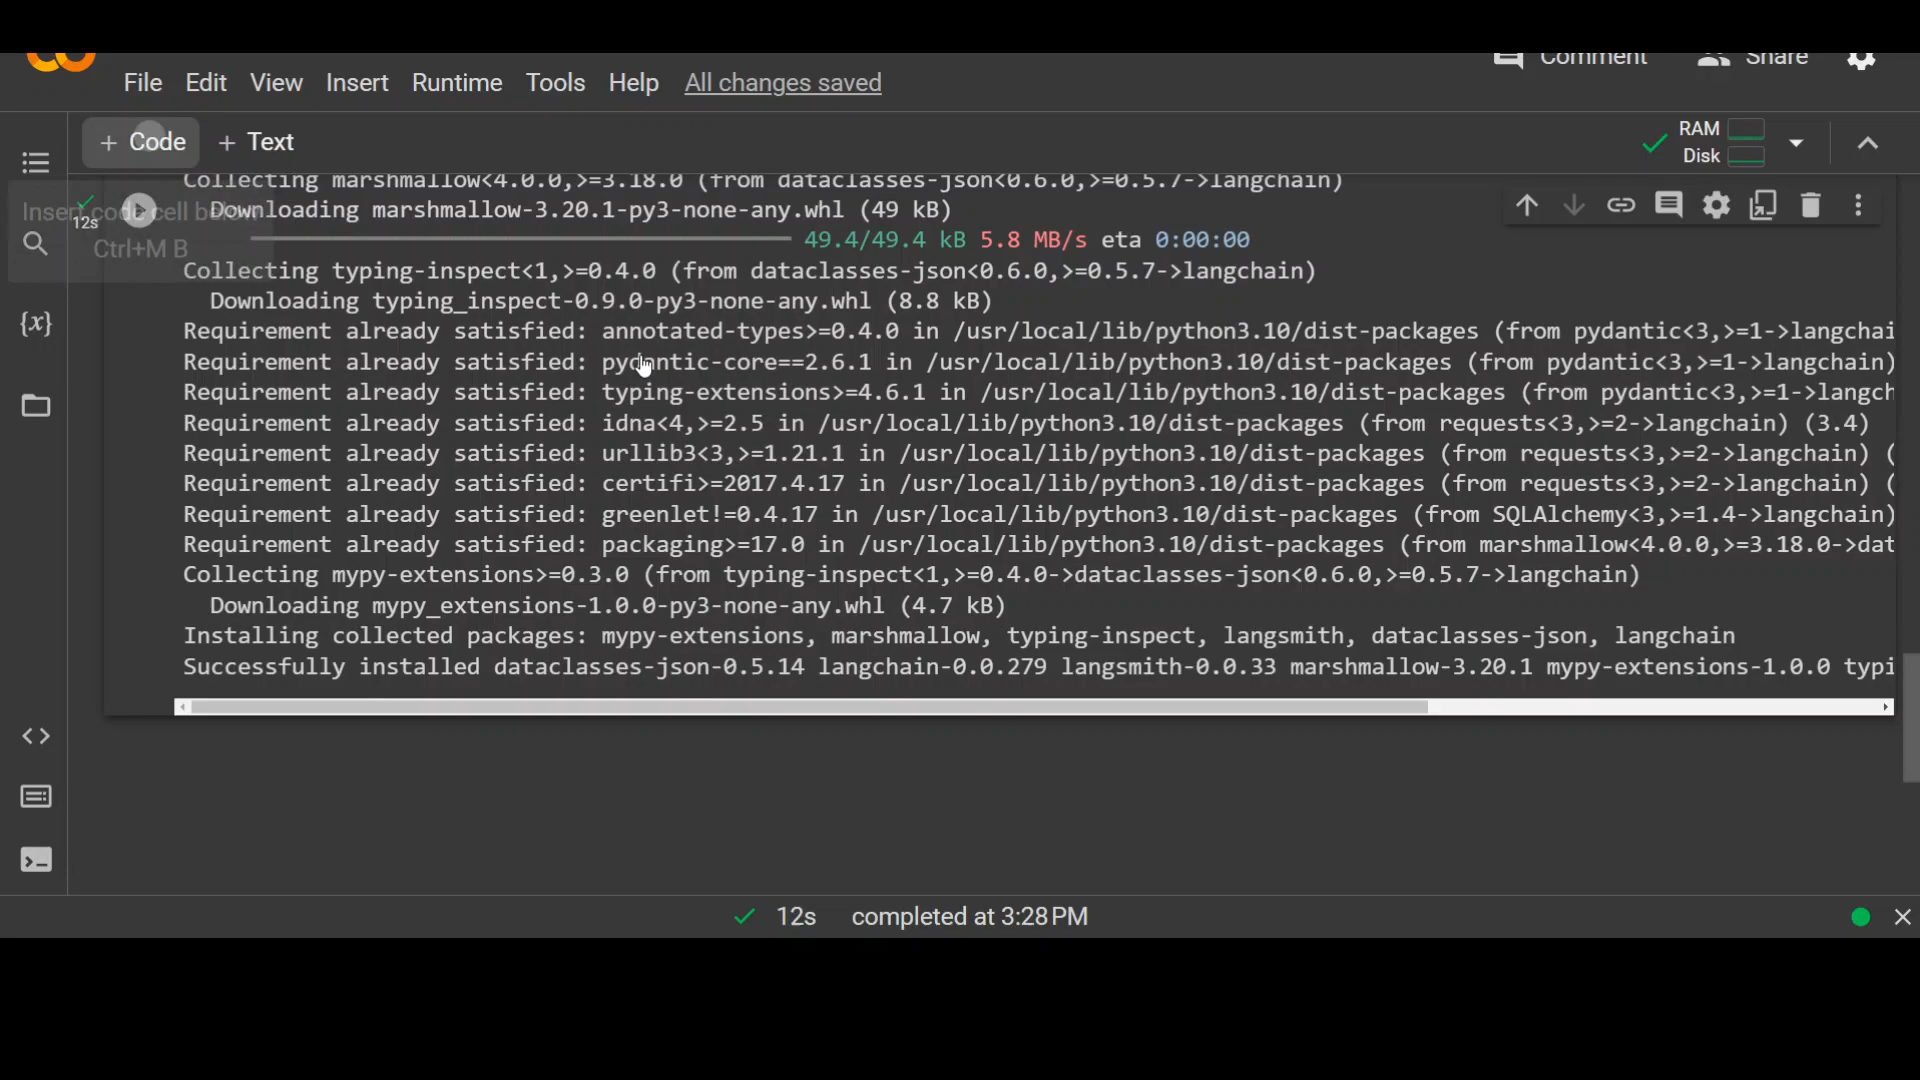 Comment Share
File Edit View Insert Runtime Tools Help All changes saved
+ Code + Text
RAM
Disk
Collecting marshmallow<4.0.0,>=3.18.0 (from dataclasses-json<0.6.0,>=0.5.7->langchain)
Insert code cell below
Ctrl+M B
12s
Downloading marshmallow-3.20.1-py3-none-any.whl (49 kB)
49.4/49.4 kB 5.8 MB/s eta 0:00:00
Collecting typing-inspect<1,>=0.4.0 (from dataclasses-json<0.6.0,>=0.5.7->langchain)
Downloading typing_inspect-0.9.0-py3-none-any.whl (8.8 kB)
Requirement already satisfied: annotated-types>=0.4.0 in /usr/local/lib/python3.10/dist-packages (from pydantic<3,>=1->langchai
Requirement already satisfied: pydantic-core==2.6.1 in /usr/local/lib/python3.10/dist-packages (from pydantic<3,>=1->langchain)
Requirement already satisfied: typing-extensions>=4.6.1 in /usr/local/lib/python3.10/dist-packages (from pydantic<3,>=1->langch
Requirement already satisfied: idna<4,>=2.5 in /usr/local/lib/python3.10/dist-packages (from requests<3,>=2->langchain) (3.4)
Requirement already satisfied: urllib3<3,>=1.21.1 in /usr/local/lib/python3.10/dist-packages (from requests<3,>=2->langchain) (
Requirement already satisfied: certifi>=2017.4.17 in /usr/local/lib/python3.10/dist-packages (from requests<3,>=2->langchain) (
Requirement already satisfied: greenlet!=0.4.17 in /usr/local/lib/python3.10/dist-packages (from SQLAlchemy<3,>=1.4->langchain)
Requirement already satisfied: packaging>=17.0 in /usr/local/lib/python3.10/dist-packages (from marshmallow<4.0.0,>=3.18.0->dat
Collecting mypy-extensions>=0.3.0 (from typing-inspect<1,>=0.4.0->dataclasses-json<0.6.0,>=0.5.7->langchain)
Downloading mypy_extensions-1.0.0-py3-none-any.whl (4.7 kB)
Installing collected packages: mypy-extensions, marshmallow, typing-inspect, langsmith, dataclasses-json, langchain
Successfully installed dataclasses-json-0.5.14 langchain-0.0.279 langsmith-0.0.33 marshmallow-3.20.1 mypy-extensions-1.0.0 typi
12s completed at 3:28 PM